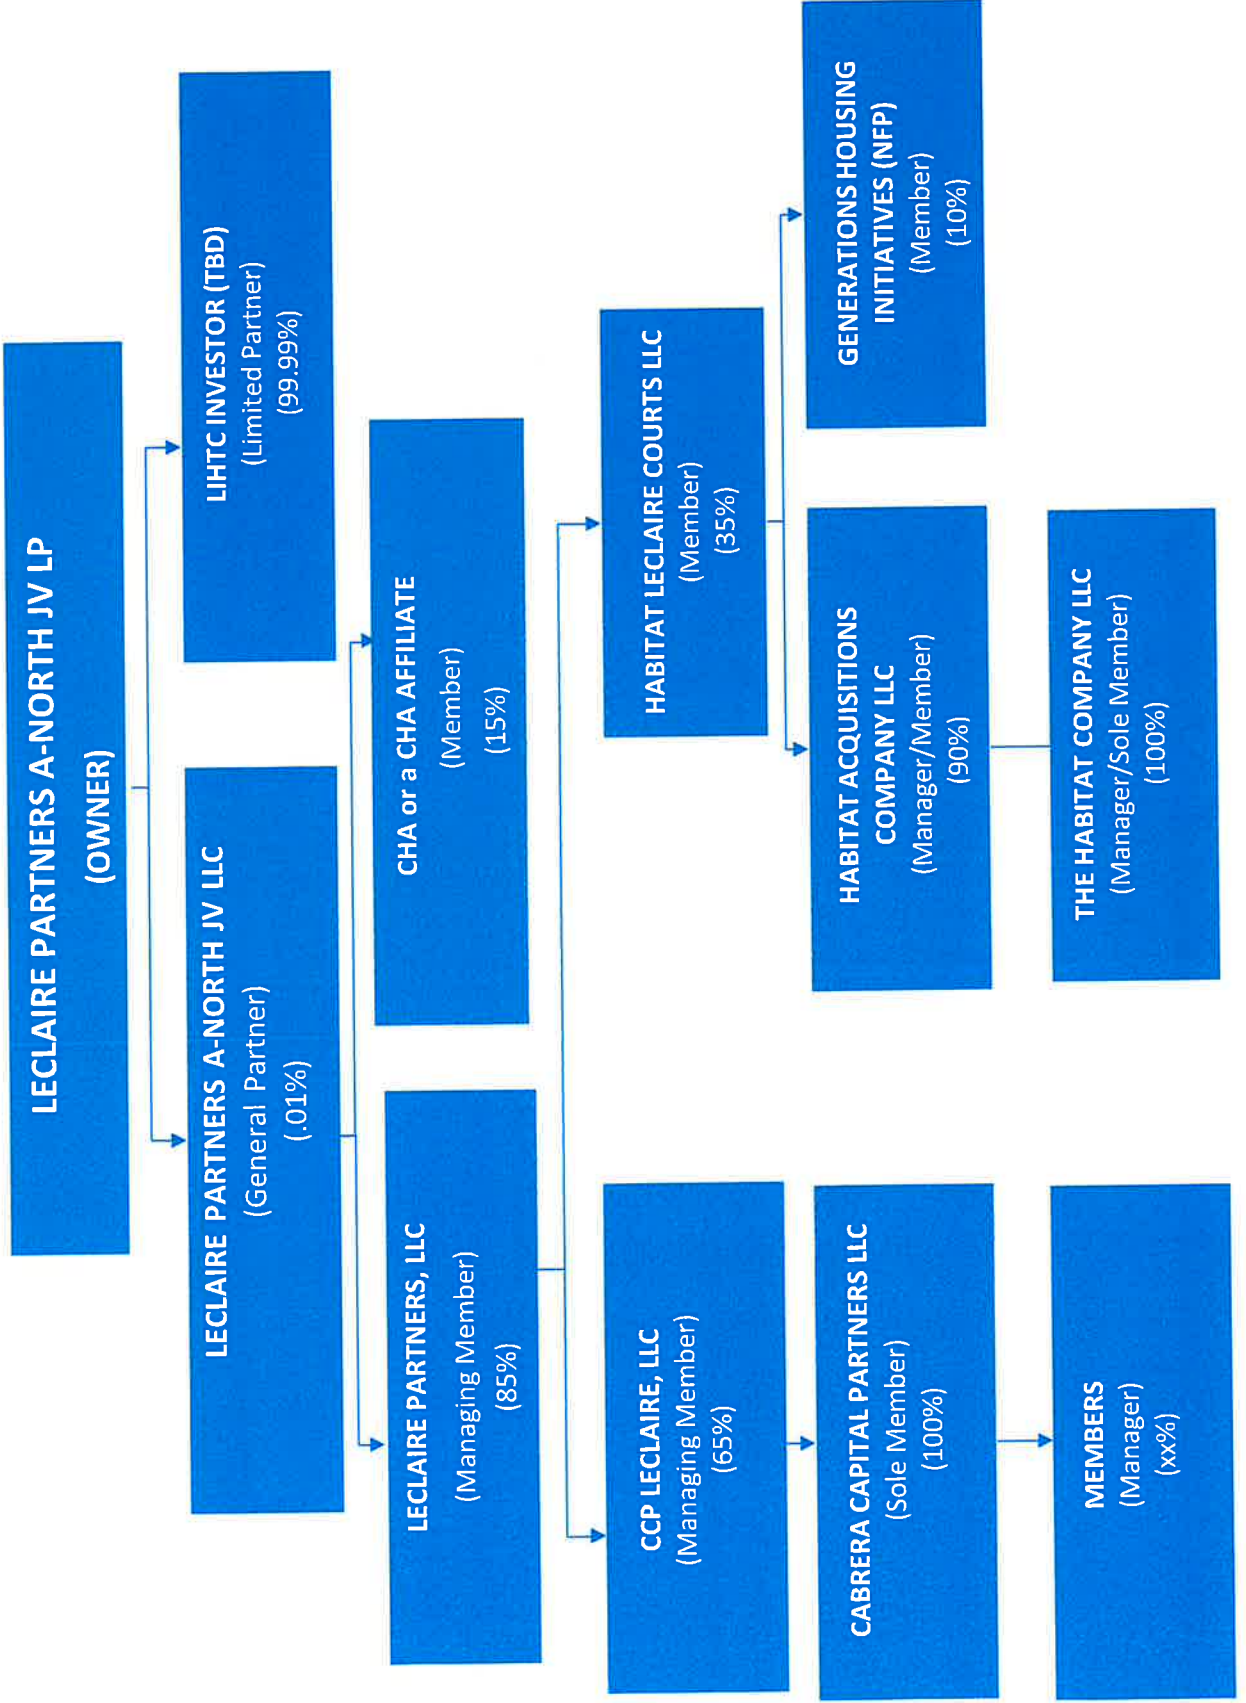 LECLAIRE PARTNERS A-NORTH JV LP
(OWNER)
LECLAIRE PARTNERS A-NORTH JV LLC
(General Partner)
(.01%)
LIHTC INVESTOR (TBD)
(Limited Partner)
(99.99%)
LECLAIRE PARTNERS, LLC
(Managing Member)
(85%)
CHA or a CHA AFFILIATE
(Member)
(15%)
CCP LECLAIRE, LLC
(Managing Member)
(65%)
HABITAT LECLAIRE COURTS LLC
(Member)
(35%)
CABRERA CAPITAL PARTNERS LLC
(Sole Member)
(100%)
HABITAT ACQUISITIONS
COMPANY LLC
(Manager/Member)
(90%)
GENERATIONS HOUSING
INITIATIVES (NFP)
(Member)
(10%)
MEMBERS
(Manager)
(xx%)
THE HABITAT COMPANY LLC
(Manager/Sole Member)
(100%)